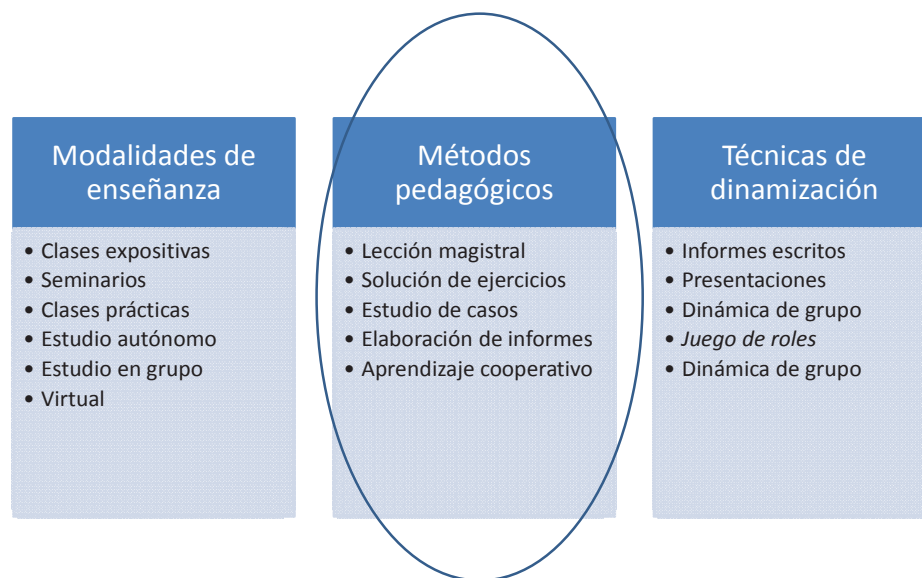 Modalidades de
enseñanza
• Clases expositivas
• Seminarios
• Clases prácticas
• Estudio autónomo
• Estudio en grupo
• Virtual
Métodos
pedagógicos
• Lección magistral
• Solución de ejercicios
• Estudio de casos
• Elaboración de informes
• Aprendizaje cooperativo
Técnicas de
dinamización
• Informes escritos
• Presentaciones
• Dinámica de grupo
• Juego de roles
• Dinámica de grupo